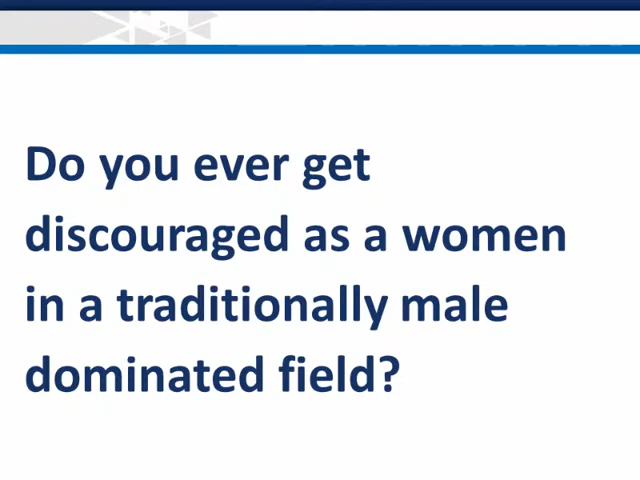 Do you ever get
discouraged as a women
in a traditionally male
dominated field?